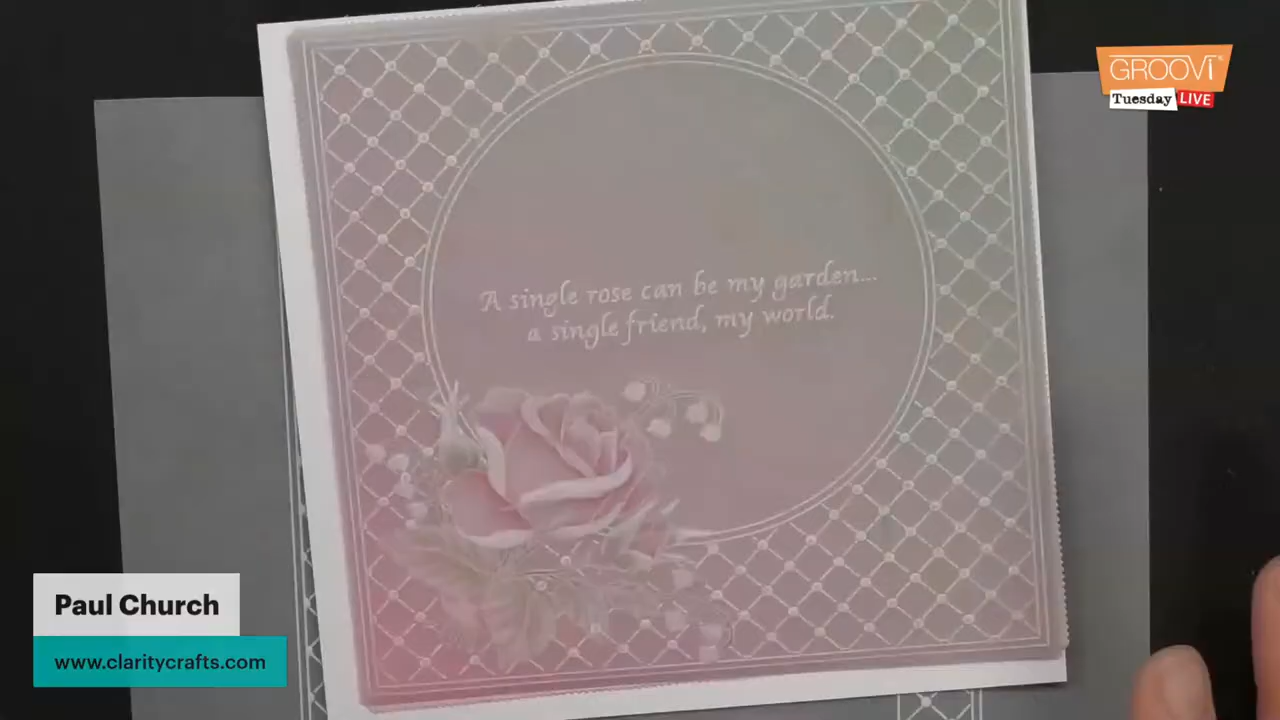 GROOVI
Tuesday LIVE
A single rose can be my garden...
a single friend, my world.
Paul Church
www.claritycrafts.com